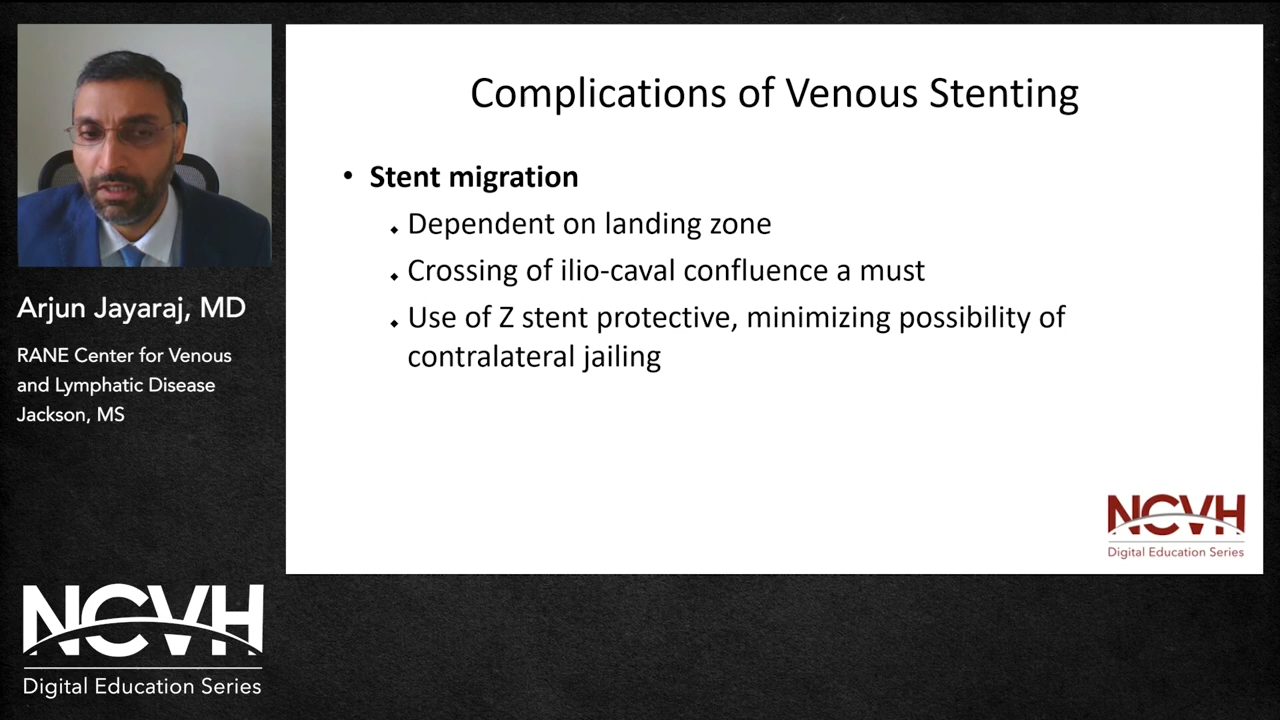 Complications of Venous Stenting
• Stent migration
⬥ Dependent on landing zone
⬥ Crossing of ilio-caval confluence a must
⬥ Use of Z stent protective, minimizing possibility of
contralateral jailing
NCVH
Digital Education Series
Arjun Jayaraj, MD
RANE Center for Venous
and Lymphatic Disease
Jackson, MS
NCVH
Digital Education Series